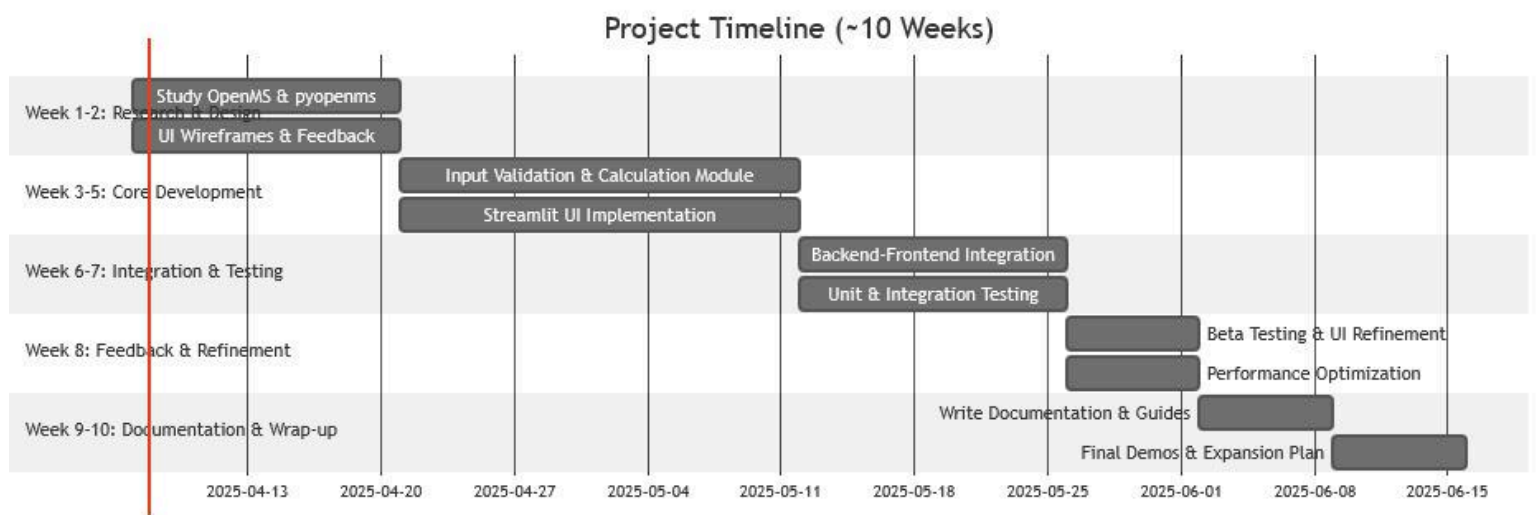 Project Timeline (~10 Weeks)
Week 1-2: Research & Design
Study OpenMS & pyopenms
UI Wireframes & Feedback
Week 3-5: Core Development
Input Validation & Calculation Module
Streamlit UI Implementation
Week 6-7: Integration & Testing
Backend-Frontend Integration
Unit & Integration Testing
Week 8: Feedback & Refinement
Beta Testing & UI Refinement
Performance Optimization
Week 9-10: Documentation & Wrap-up
Write Documentation & Guides
Final Demos & Expansion Plan
2025-04-13 2025-04-20 2025-04-27 2025-05-04 2025-05-11 2025-05-18 2025-05-25 2025-06-01 2025-06-08 2025-06-15